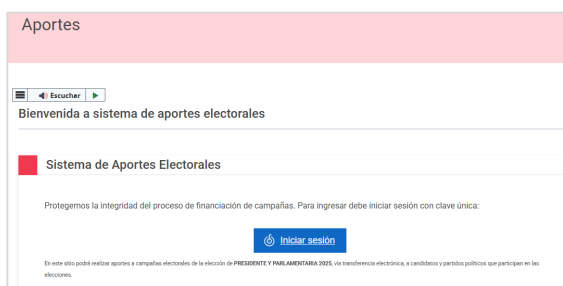 Aportes
Escuchar
Bienvenida a sistema de aportes electorales
Sistema de Aportes Electorales
Protegemos la integridad del proceso de financiación de campañas. Para ingresar debe iniciar sesión con clave única:
Iniciar sesión
En este sitio podrá realizar aportes a campañas electorales de la elección de PRESIDENTE Y PARLAMENTARIA 2025, vía transferencia electrónica, a candidatos y partidos políticos que participan en las
elecciones.